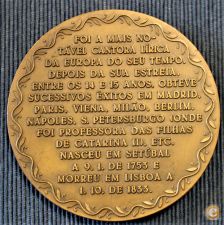 FOI A MAIS NO-
TÁVEL CANTORA LÍRICA
DA EUROPA DO SEU TEMPO.
DEPOIS DA SUA ESTREIA,
ENTRE OS 14 E 15 ANOS, OBTEVE
SUCESSIVOS ÊXITOS EM MADRID,
PARIS, VIENA, MILÃO, BERLIM,
NÁPOLES, S. PETERSBURGO (ONDE
FOI PROFESSORA DAS FILHAS
DE CATARINA II), ETC.
NASCEU EM SETÚBAL
A 9. I. DE 1753 E
MORREU EM LISBOA A
1. 10. DE 1833.